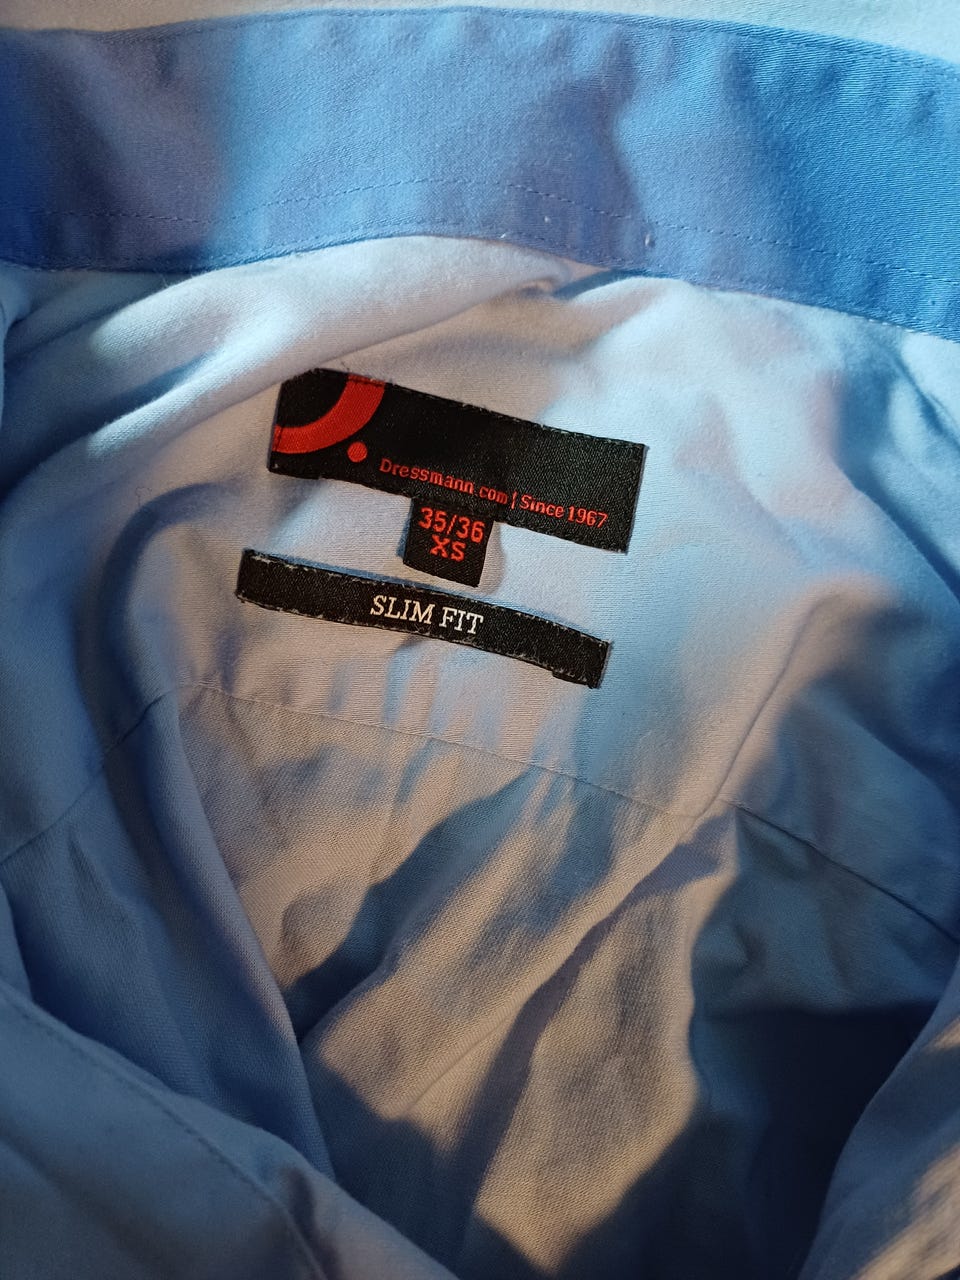 Dressmann.com | Since 1967
35/36
XS
SLIM FIT